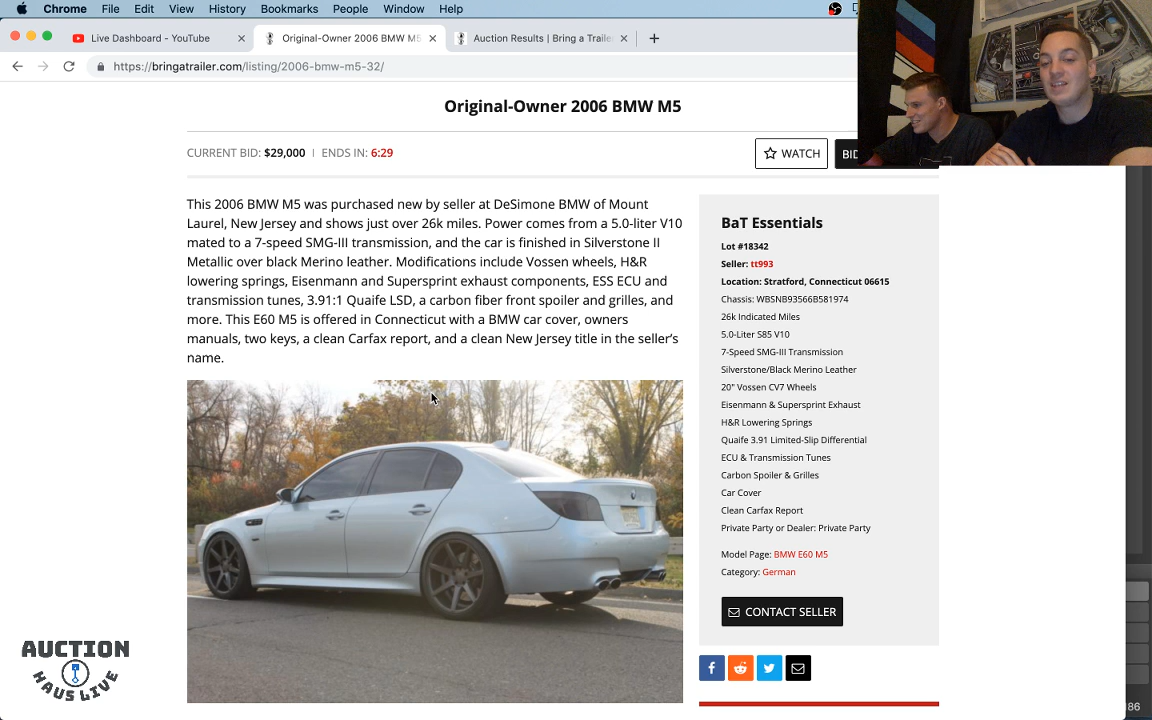 Chrome File Edit View History Bookmarks People Window Help
Live Dashboard - YouTube
Original-Owner 2006 BMW M5
Auction Results | Bring a Traile
https://bringatrailer.com/listing/2006-bmw-m5-32/
Original-Owner 2006 BMW M5
CURRENT BID: $29,000 | ENDS IN: 6:29
WATCH
BID
This 2006 BMW M5 was purchased new by seller at DeSimone BMW of Mount
Laurel, New Jersey and shows just over 26k miles. Power comes from a 5.0-liter V10
mated to a 7-speed SMG-III transmission, and the car is finished in Silverstone II
Metallic over black Merino leather. Modifications include Vossen wheels, H&R
lowering springs, Eisenmann and Supersprint exhaust components, ESS ECU and
transmission tunes, 3.91:1 Quaife LSD, a carbon fiber front spoiler and grilles, and
more. This E60 M5 is offered in Connecticut with a BMW car cover, owners
manuals, two keys, a clean Carfax report, and a clean New Jersey title in the seller's
name.
BaT Essentials
Lot #18342
Seller: tt993
Location: Stratford, Connecticut 06615
Chassis: WBSNB93566B581974
26k Indicated Miles
5.0-Liter S85 V10
7-Speed SMG-III Transmission
Silverstone/Black Merino Leather
20" Vossen CV7 Wheels
Eisenmann & Supersprint Exhaust
H&R Lowering Springs
Quaife 3.91 Limited-Slip Differential
ECU & Transmission Tunes
Carbon Spoiler & Grilles
Car Cover
Clean Carfax Report
Private Party or Dealer: Private Party
Model Page: BMW E60 M5
Category: German
CONTACT SELLER
AUCTION
HAUS LIVE
86